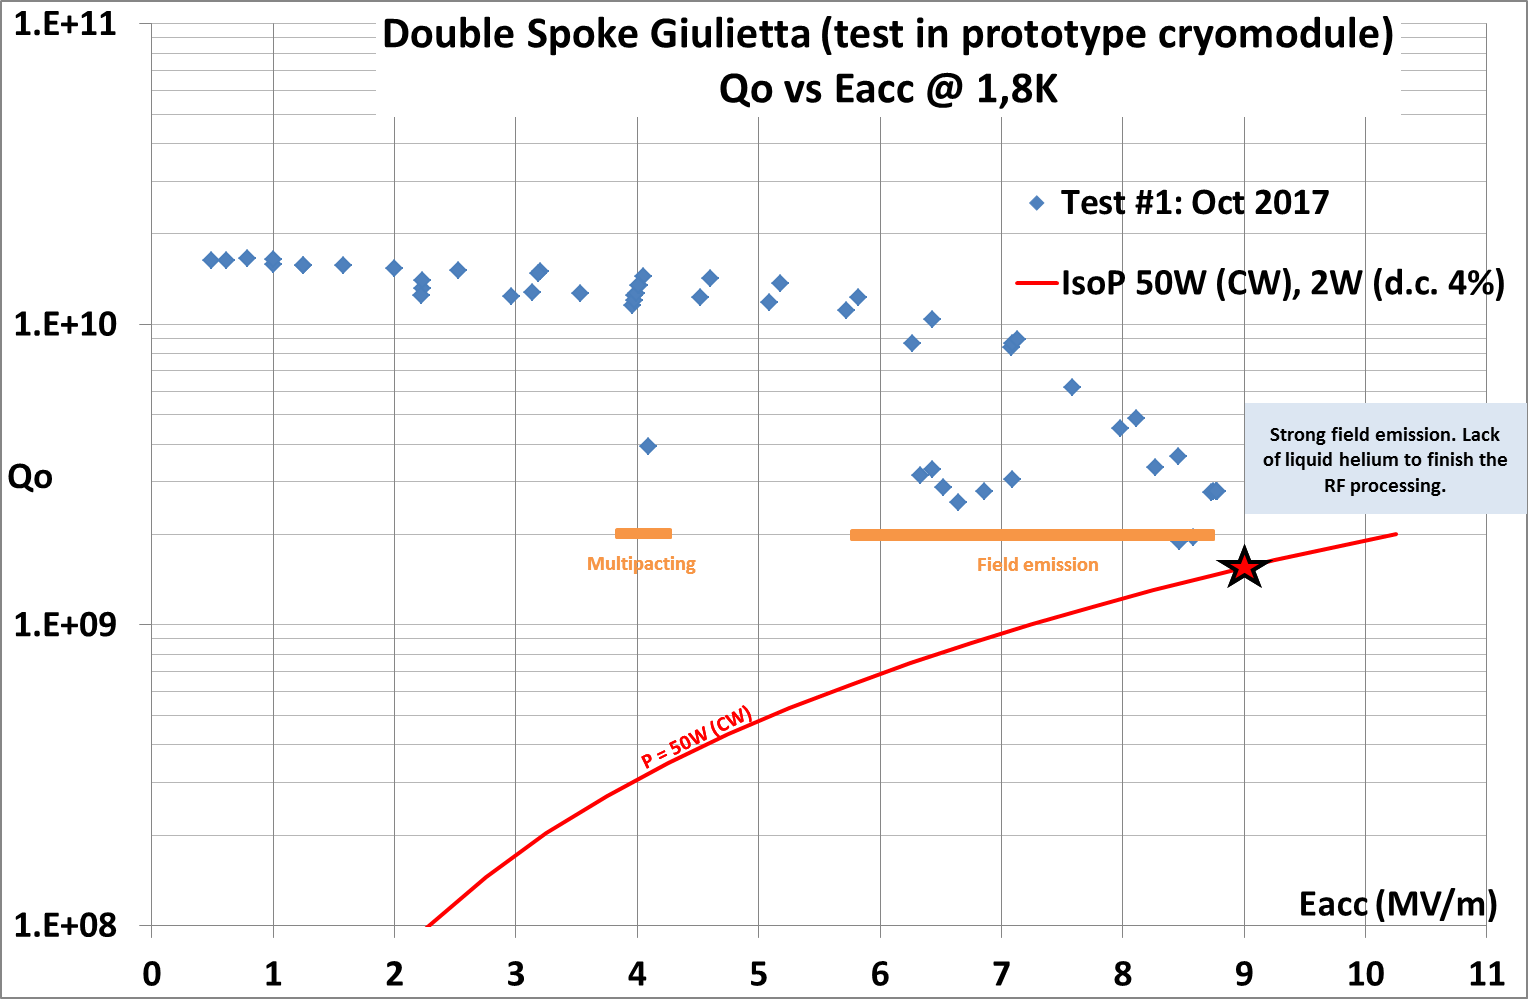 1.E+11
Double Spoke Giulietta (test in prototype cryomodule)
Qo vs Eacc @ 1,8K
Test #1: Oct 2017
IsoP 50W (CW), 2W (d.c. 4%)
1.E+10
Strong field emission. Lack
of liquid helium to finish the
RF processing.
Qo
Multipacting
Field emission
1.E+09
P = 50W (CW)
Eacc (MV/m)
1.E+08
0 1 2 3 4 5 6 7 8 9 10 11